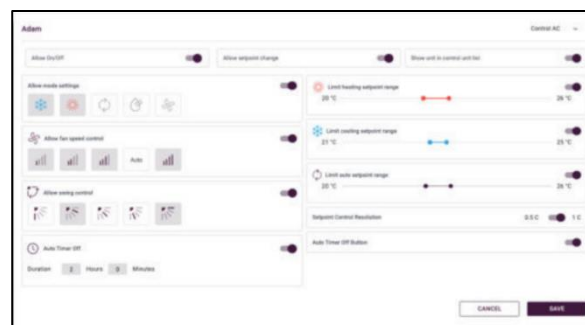 Adam
Control AC
Allow On/Off
Allow setpoint change
Show unit in control unit list
Allow mode settings
Limit heating setpoint range
20 °C
26 °C
Allow fan speed control
Auto
Limit cooling setpoint range
21 °C
25 °C
Allow swing control
Limit auto setpoint range
20 °C
26 °C
Setpoint Control Resolution
0.5 C
1 C
Auto Timer Off
Auto Timer Off Button
Duration
Hours
0
Minutes
CANCEL
SAVE